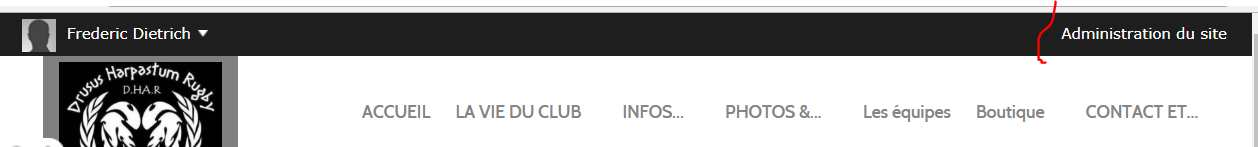 Frederic Dietrich
Administration du site
Drusus Harpastum Rugby
D.HA.R
ACCUEIL LA VIE DU CLUB INFOS... PHOTOS &... Les équipes Boutique CONTACT ET...